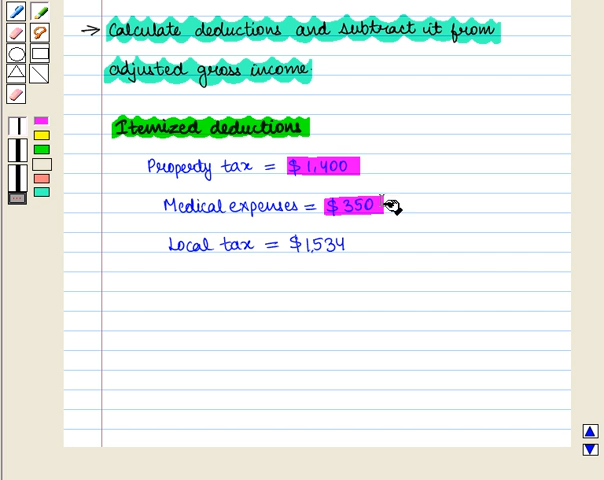 → Calculate deductions and subtract it from
adjusted gross income.
Itemized deductions
Property tax = $1,400
Medical expenses = $350
Local tax = $1,534